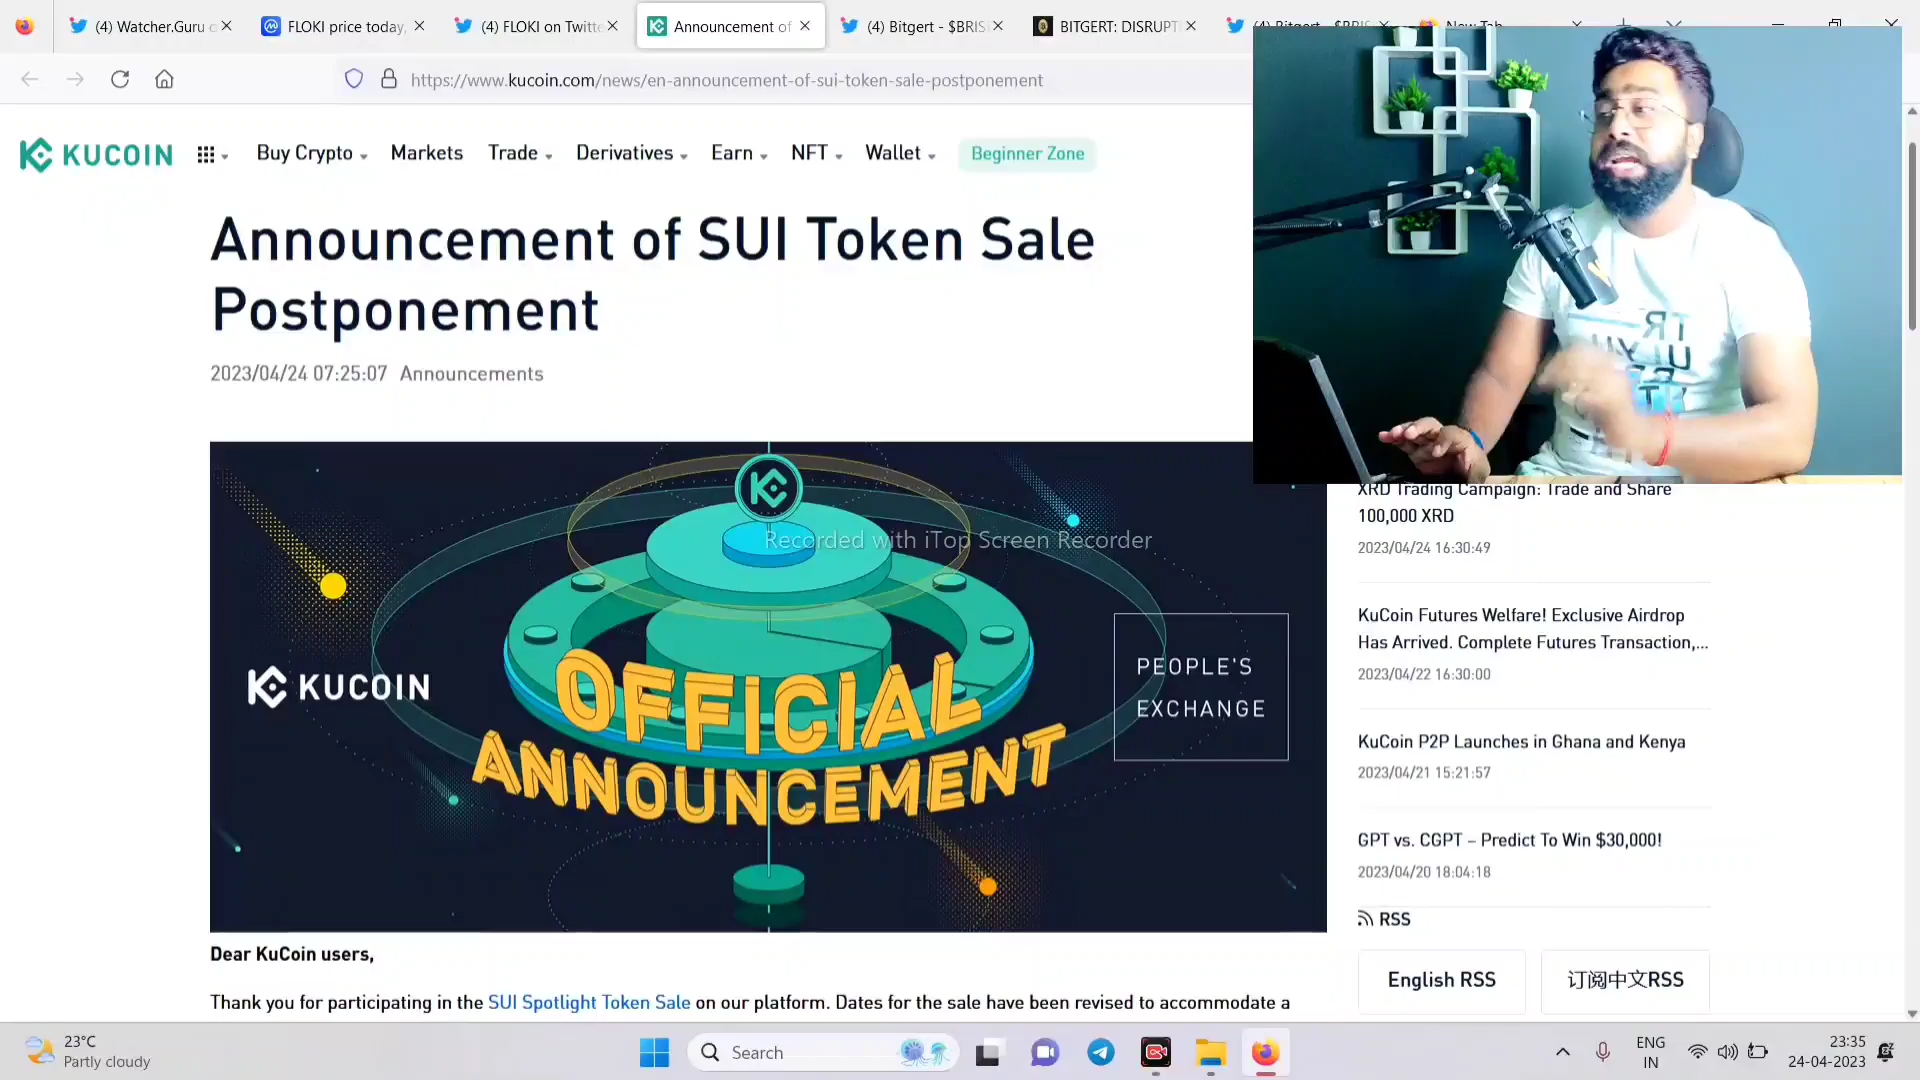 (4) Watcher.Guru
FLOKI price today,
(4) FLOKI on Twitte
Announcement of
(4) Bitgert - $BRIS
BITGERT: DISRUPT
(4) Bitgert - $BRIS
New Tab
https://www.kucoin.com/news/en-announcement-of-sui-token-sale-postponement
KUCOIN
Buy Crypto
Markets
Trade
Derivatives
Earn
NFT
Wallet
Beginner Zone
Announcement of SUI Token Sale
Postponement
2023/04/24 07:25:07 Announcements
KUCOIN
OFFICIAL
ANNOUNCEMENT
PEOPLE'S
EXCHANGE
Recorded with iTop Screen Recorder
Dear KuCoin users,
Thank you for participating in the SUI Spotlight Token Sale on our platform. Dates for the sale have been revised to accommodate a
XRD Trading Campaign: Trade and Share
100,000 XRD
2023/04/24 16:30:49
KuCoin Futures Welfare! Exclusive Airdrop
Has Arrived. Complete Futures Transaction,...
2023/04/22 16:30:00
KuCoin P2P Launches in Ghana and Kenya
2023/04/21 15:21:57
GPT vs. CGPT – Predict To Win $30,000!
2023/04/20 18:04:18
RSS
English RSS
订阅中文RSS
23°C
Partly cloudy
Search
ENG
IN
23:35
24-04-2023